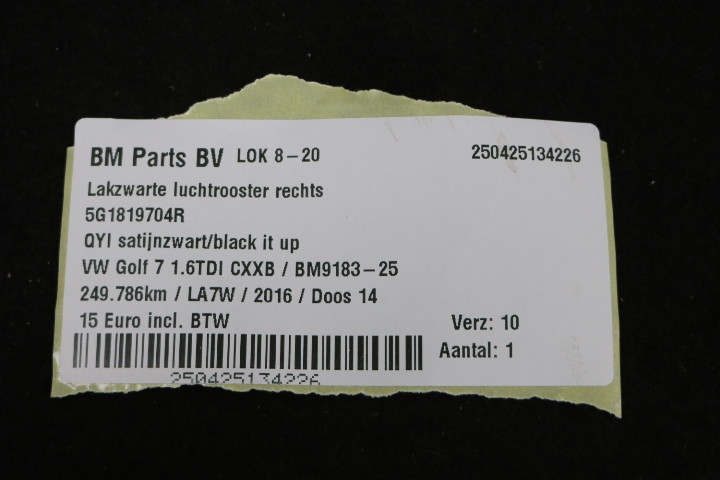 BM Parts BV LOK 8-20 250425134226
Lakzwarte luchtrooster rechts
5G1819704R
QYI satijnzwart/black it up
VW Golf 7 1.6TDI CXXB / BM9183-25
249.786km / LA7W / 2016 / Doos 14
15 Euro incl. BTW Verz: 10
Aantal: 1
250425134226